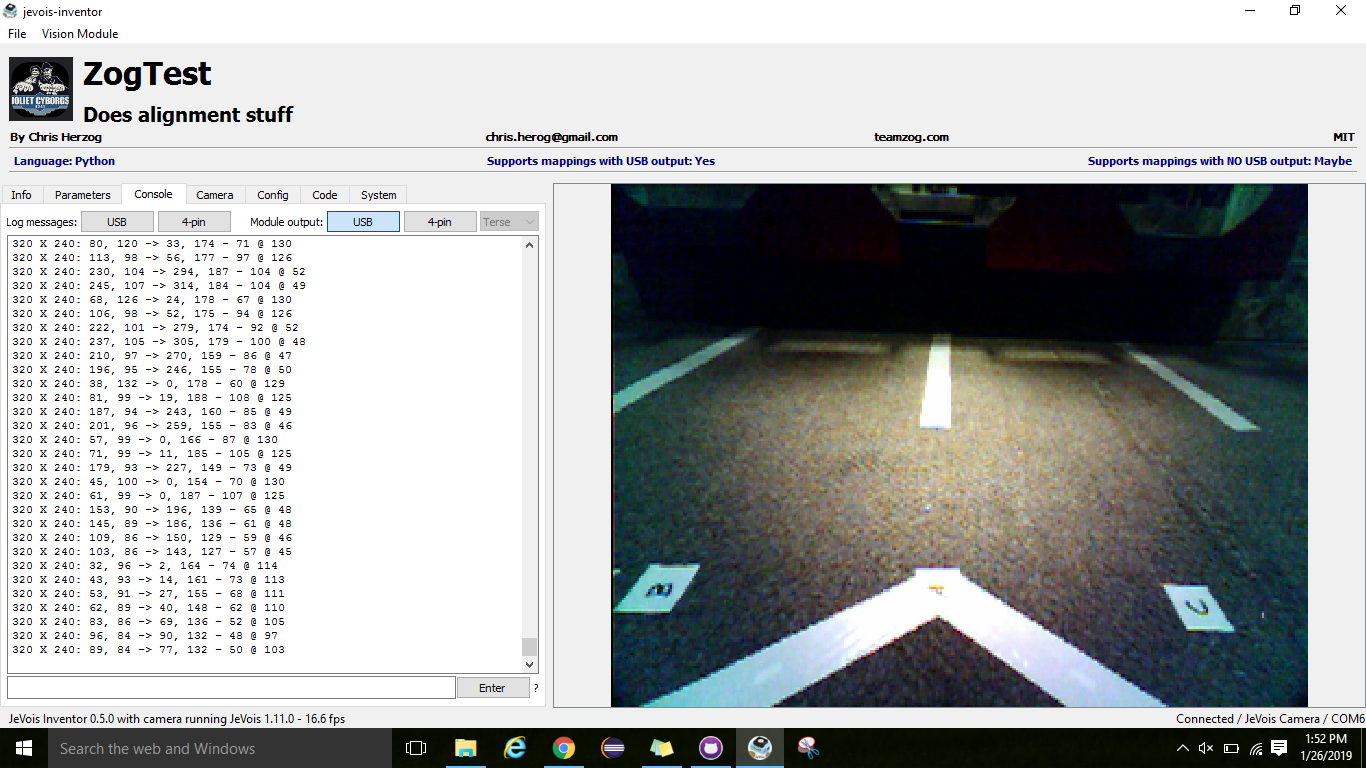 jevois-inventor
File Vision Module
JOLIET CYBORGS
ZogTest
Does alignment stuff
By Chris Herzog chris.herog@gmail.com teamzog.com MIT
Language: Python Supports mappings with USB output: Yes Supports mappings with NO USB output: Maybe
Info Parameters Console Camera Config Code System
Log messages: USB 4-pin Module output: USB 4-pin Terse
320 X 240: 80, 120 -> 33, 174 - 71 @ 130
320 X 240: 113, 98 -> 56, 177 - 97 @ 126
320 X 240: 230, 104 -> 294, 187 - 104 @ 52
320 X 240: 245, 107 -> 314, 184 - 104 @ 49
320 X 240: 68, 126 -> 24, 178 - 67 @ 130
320 X 240: 106, 98 -> 52, 175 - 94 @ 126
320 X 240: 222, 101 -> 279, 174 - 92 @ 52
320 X 240: 237, 105 -> 305, 179 - 100 @ 48
320 X 240: 210, 97 -> 270, 159 - 86 @ 47
320 X 240: 196, 95 -> 246, 155 - 78 @ 50
320 X 240: 38, 132 -> 0, 178 - 60 @ 129
320 X 240: 81, 99 -> 19, 188 - 108 @ 125
320 X 240: 187, 94 -> 243, 160 - 85 @ 49
320 X 240: 201, 96 -> 259, 155 - 83 @ 46
320 X 240: 57, 99 -> 0, 166 - 87 @ 130
320 X 240: 71, 99 -> 11, 185 - 105 @ 125
320 X 240: 179, 93 -> 227, 149 - 73 @ 49
320 X 240: 45, 100 -> 0, 154 - 70 @ 130
320 X 240: 61, 99 -> 0, 187 - 107 @ 125
320 X 240: 153, 90 -> 196, 139 - 65 @ 48
320 X 240: 145, 89 -> 186, 136 - 61 @ 48
320 X 240: 109, 86 -> 150, 129 - 59 @ 46
320 X 240: 103, 86 -> 143, 127 - 57 @ 45
320 X 240: 32, 96 -> 2, 164 - 74 @ 114
320 X 240: 43, 93 -> 14, 161 - 73 @ 113
320 X 240: 53, 91 -> 27, 155 - 68 @ 111
320 X 240: 62, 89 -> 40, 148 - 62 @ 110
320 X 240: 83, 86 -> 69, 136 - 52 @ 105
320 X 240: 96, 84 -> 90, 132 - 48 @ 97
320 X 240: 89, 84 -> 77, 132 - 50 @ 103
Enter ?
JeVois Inventor 0.5.0 with camera running JeVois 1.11.0 - 16.6 fps Connected / JeVois Camera / COM6
Search the web and Windows
1:52 PM
1/26/2019